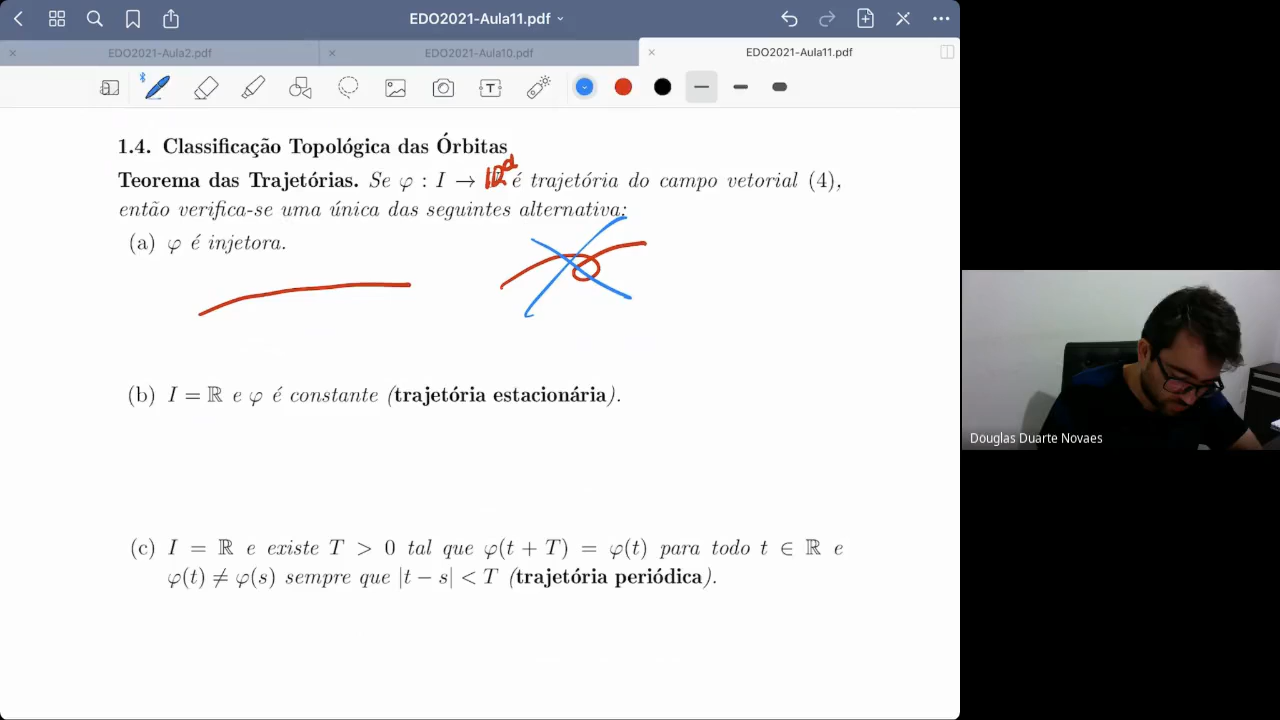 EDO2021-Aula11.pdf
EDO2021-Aula2.pdf
EDO2021-Aula10.pdf
EDO2021-Aula11.pdf
1.4. Classificação Topológica das Órbitas
Teorema das Trajetórias. Se φ : I → ℝᵈ é trajetória do campo vetorial (4),
então verifica-se uma única das seguintes alternativa:
(a) φ é injetora.
(b) I = ℝ e φ é constante (trajetória estacionária).
(c) I = ℝ e existe T > 0 tal que φ(t + T) = φ(t) para todo t ∈ ℝ e
φ(t) ≠ φ(s) sempre que |t − s| < T (trajetória periódica).
Douglas Duarte Novaes